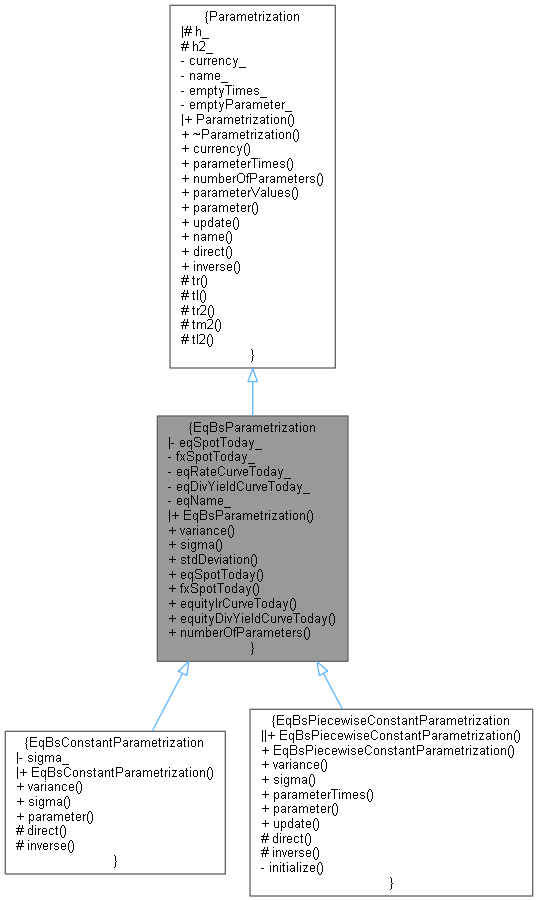 {Parametrization
|# h_
# h2_
- currency_
- name_
- emptyTimes_
- emptyParameter_
|+ Parametrization()
+ ~Parametrization()
+ currency()
+ parameterTimes()
+ numberOfParameters()
+ parameterValues()
+ parameter()
+ update()
+ name()
+ direct()
+ inverse()
# tr()
# tl()
# tr2()
# tm2()
# tl2()
}
{EqBsParametrization
|- eqSpotToday_
- fxSpotToday_
- eqRateCurveToday_
- eqDivYieldCurveToday_
- eqName_
|+ EqBsParametrization()
+ variance()
+ sigma()
+ stdDeviation()
+ eqSpotToday()
+ fxSpotToday()
+ equityIrCurveToday()
+ equityDivYieldCurveToday()
+ numberOfParameters()
}
{EqBsConstantParametrization
|- sigma_
|+ EqBsConstantParametrization()
+ variance()
+ sigma()
+ parameter()
# direct()
# inverse()
}
{EqBsPiecewiseConstantParametrization
||+ EqBsPiecewiseConstantParametrization()
+ EqBsPiecewiseConstantParametrization()
+ variance()
+ sigma()
+ parameterTimes()
+ parameter()
+ update()
# direct()
# inverse()
- initialize()
}